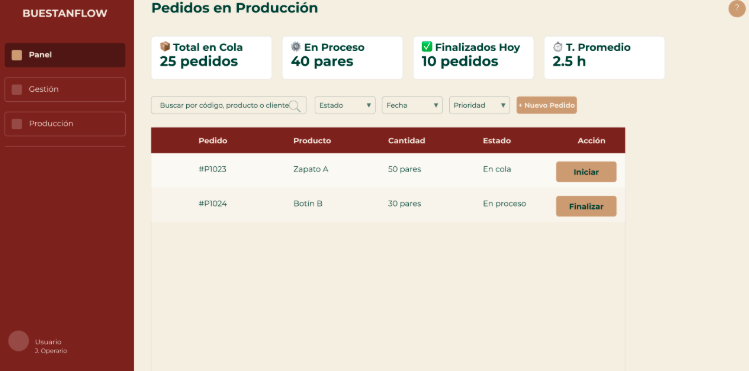 BUESTANFLOW
Panel
Gestión
Producción
Usuario
J. Operario
Pedidos en Producción
?
📦 Total en Cola
25 pedidos
⚙️ En Proceso
40 pares
✅ Finalizados Hoy
10 pedidos
⏱️ T. Promedio
2.5 h
Buscar por código, producto o cliente
Estado ▼
Fecha ▼
Prioridad ▼
+ Nuevo Pedido
Pedido Producto Cantidad Estado Acción
#P1023 Zapato A 50 pares En cola Iniciar
#P1024 Botín B 30 pares En proceso Finalizar